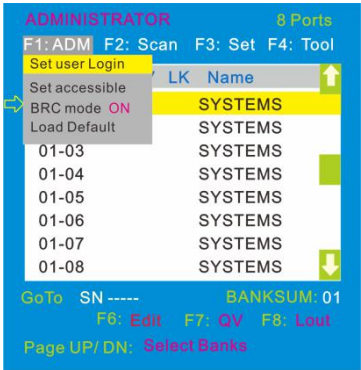 ADMINISTRATOR 8 Ports
F1: ADM F2: Scan F3: Set F4: Tool
Set user Login
LK Name
Set accessible
SYSTEMS
BRC mode ON
SYSTEMS
Load Default
01-03 SYSTEMS
01-04 SYSTEMS
01-05 SYSTEMS
01-06 SYSTEMS
01-07 SYSTEMS
01-08 SYSTEMS
GoTo SN ----- BANKSUM: 01
F6: Edit F7: QV F8: Lout
Page UP/ DN: Select Banks